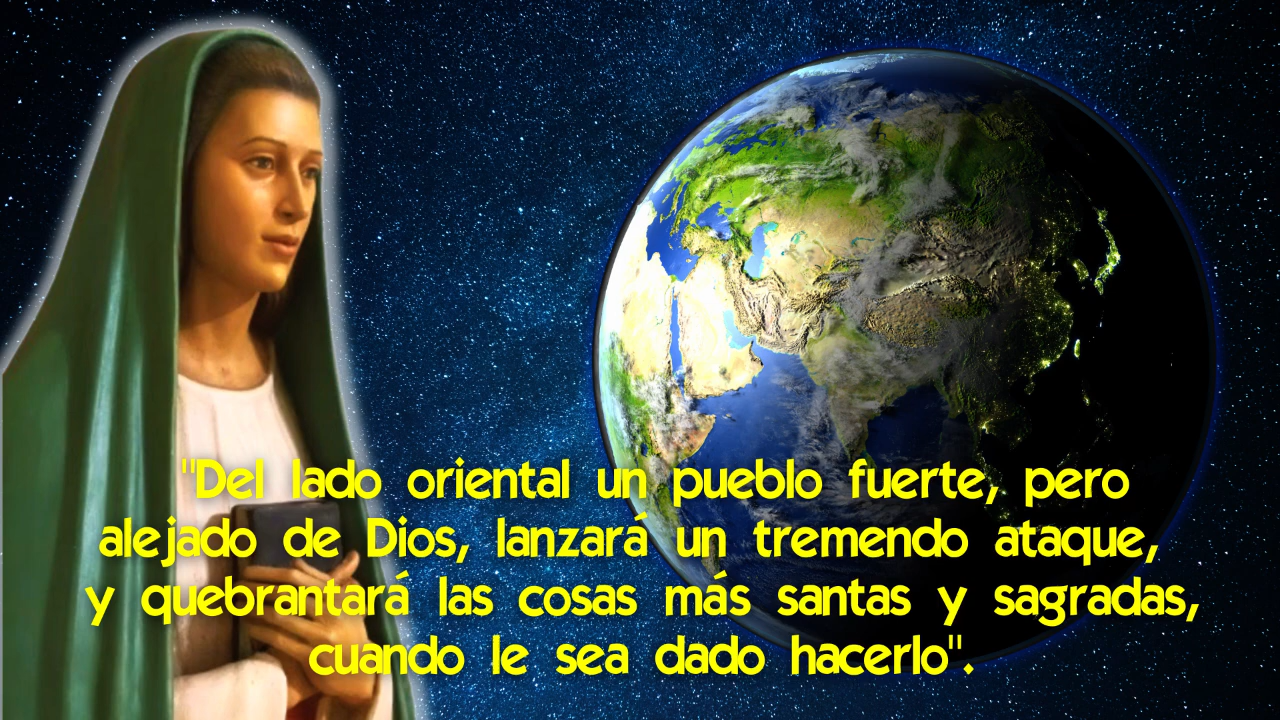 "Del lado oriental un pueblo fuerte, pero
alejado de Dios, lanzará un tremendo ataque,
y quebrantará las cosas más santas y sagradas,
cuando le sea dado hacerlo".